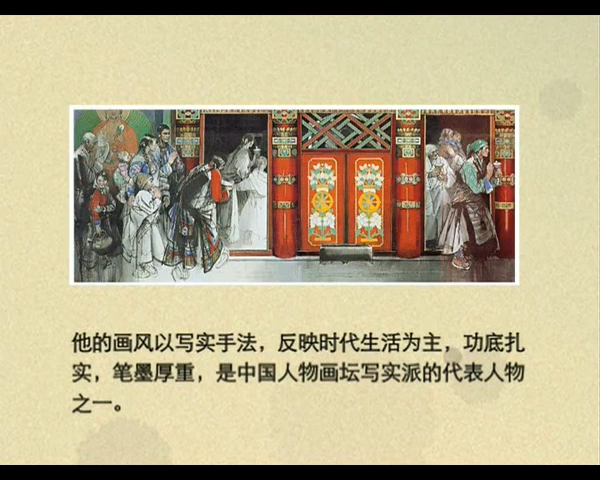 他的画风以写实手法，反映时代生活为主，功底扎
实，笔墨厚重，是中国人物画坛写实派的代表人物
之一。